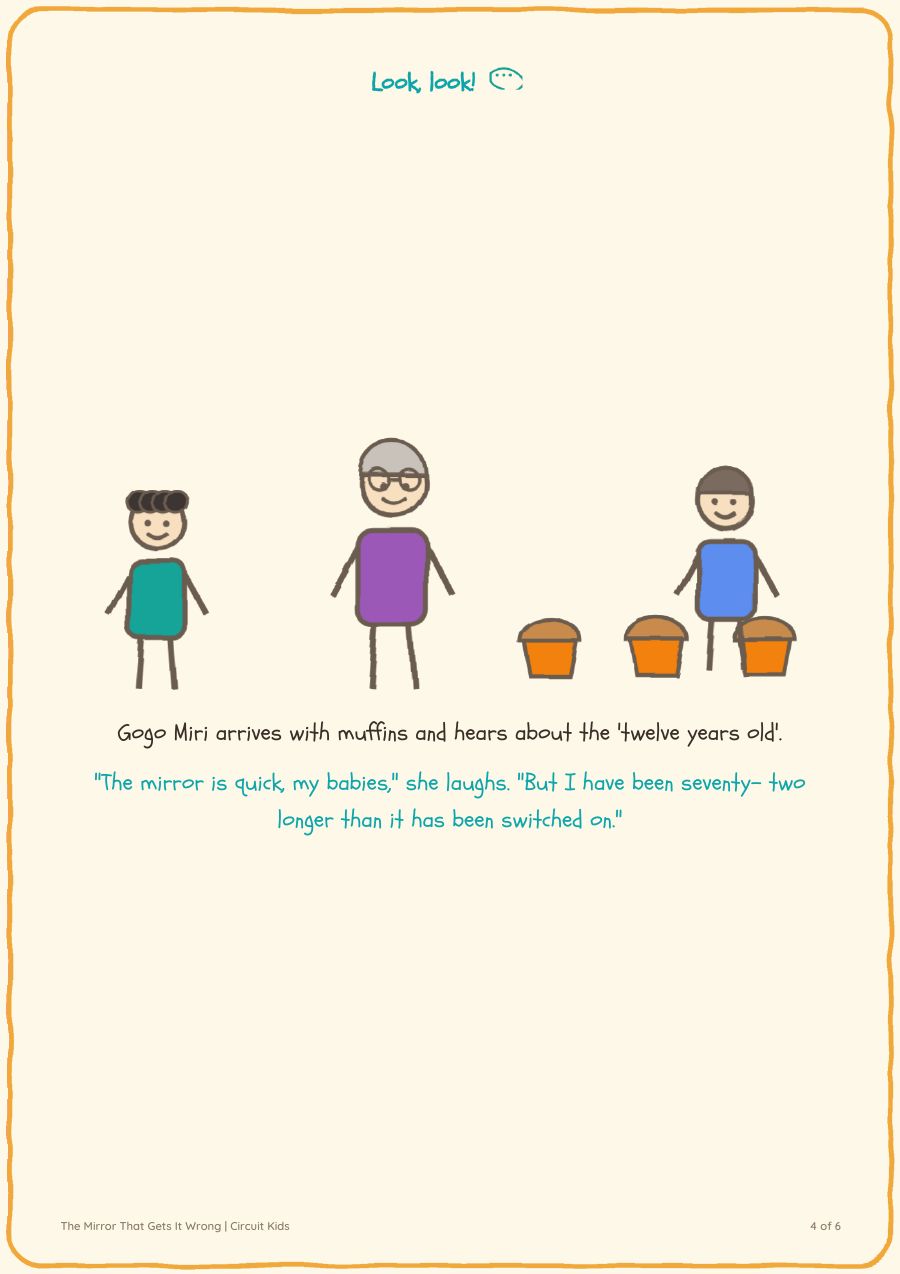 Look, look!
Gogo Miri arrives with muffins and hears about the 'twelve years old'.
"The mirror is quick, my babies," she laughs. "But I have been seventy– two
longer than it has been switched on."
The Mirror That Gets It Wrong | Circuit Kids
4 of 6